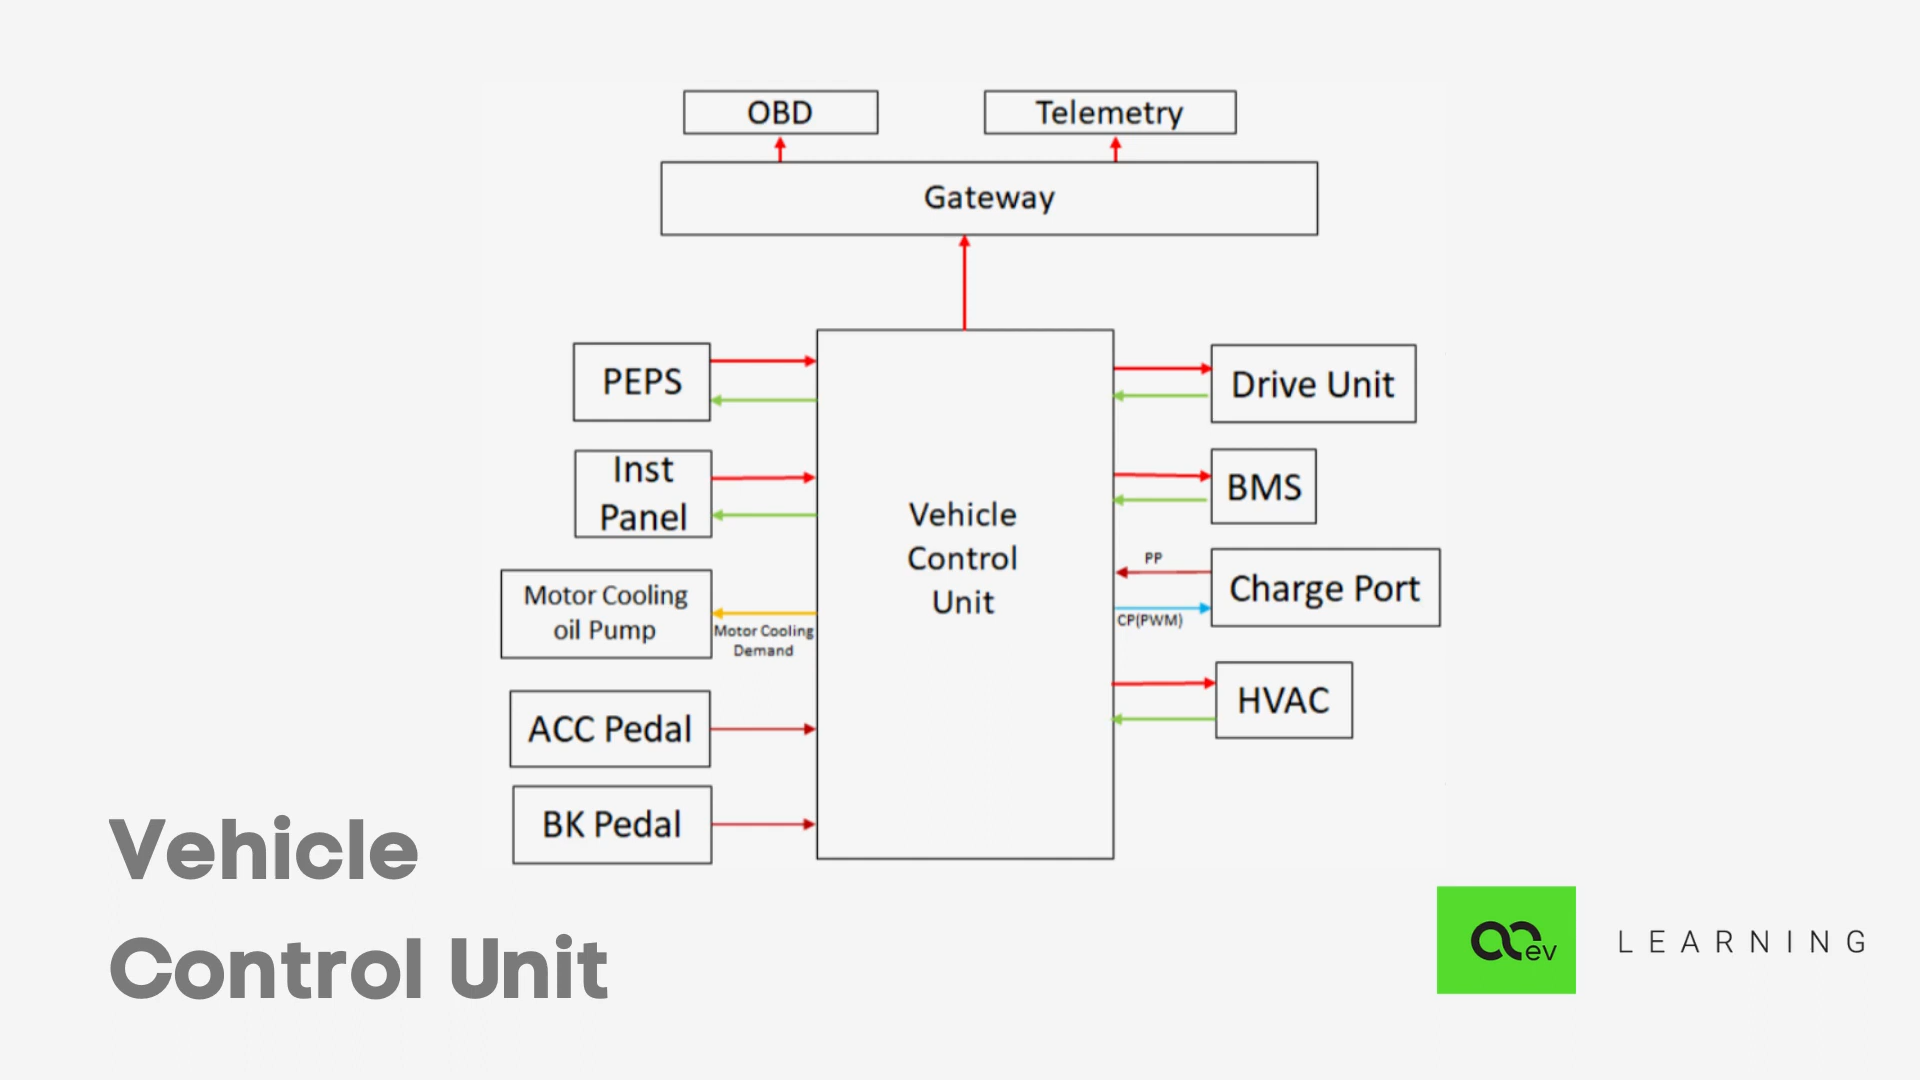 OBD
Telemetry
Gateway
PEPS
Drive Unit
Inst
Panel
BMS
Vehicle
Control
Unit
PP
Charge Port
CP(PWM)
Motor Cooling
oil Pump
Motor Cooling
Demand
HVAC
ACC Pedal
BK Pedal
Vehicle
Control Unit
ev
LEARNING